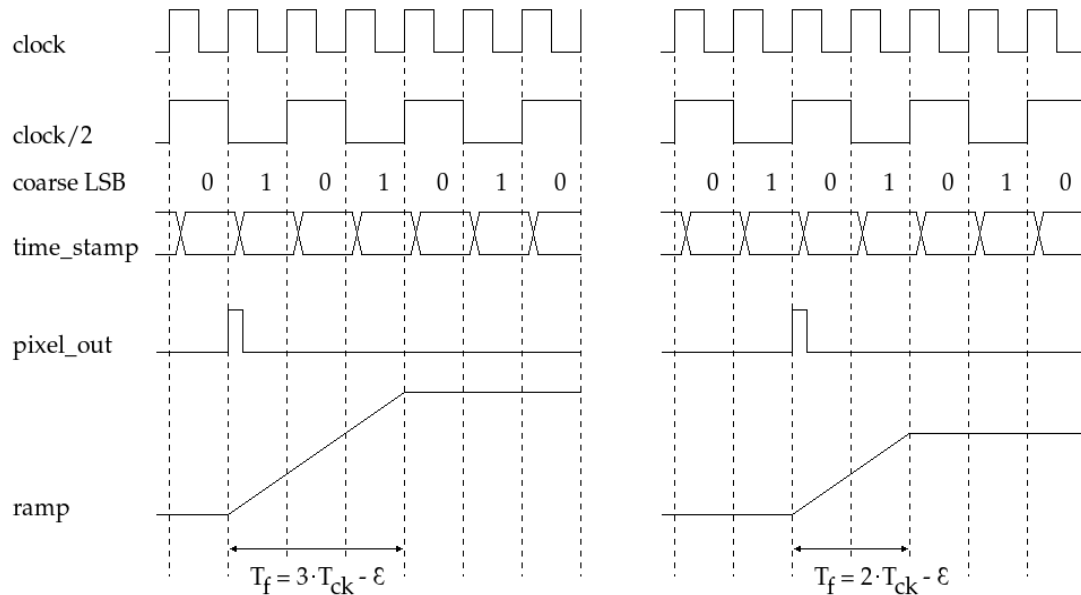 clock
clock/2
coarse LSB 0 1 0 1 0 1 0 0 1 0 1 0 1 0
time_stamp
pixel_out
ramp
T_f = 3·T_ck - ε
T_f = 2·T_ck - ε